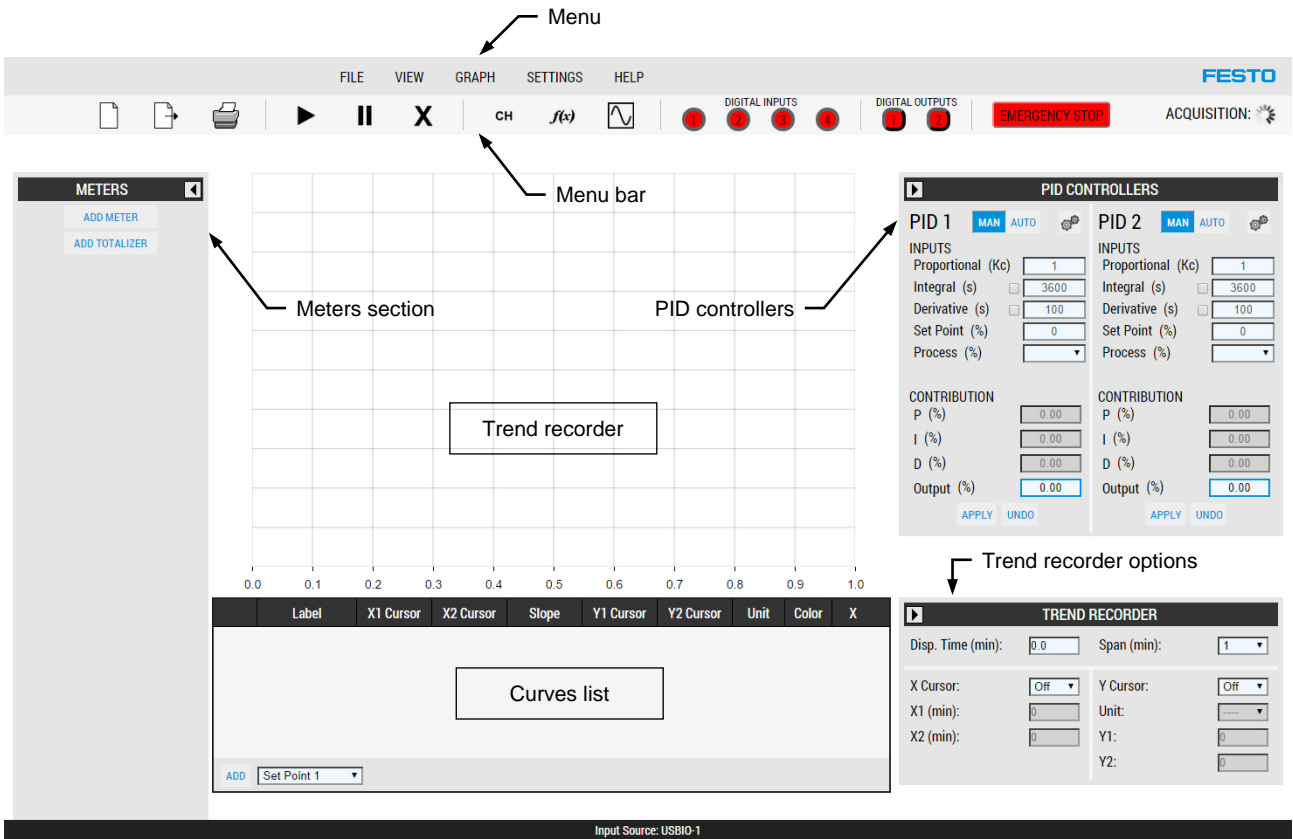 Menu
FILE VIEW GRAPH SETTINGS HELP
FESTO
X CH f(x)
DIGITAL INPUTS
1 2 3 4
DIGITAL OUTPUTS
1 2
EMERGENCY STOP
ACQUISITION:
Menu bar
METERS
ADD METER
ADD TOTALIZER
Meters section
PID controllers
Trend recorder
0.0 0.1 0.2 0.3 0.4 0.5 0.6 0.7 0.8 0.9 1.0
PID CONTROLLERS
PID 1 MAN AUTO
INPUTS
Proportional (Kc) 1
Integral (s) 3600
Derivative (s) 100
Set Point (%) 0
Process (%)
CONTRIBUTION
P (%) 0.00
I (%) 0.00
D (%) 0.00
Output (%) 0.00
APPLY UNDO
PID 2 MAN AUTO
INPUTS
Proportional (Kc) 1
Integral (s) 3600
Derivative (s) 100
Set Point (%) 0
Process (%)
CONTRIBUTION
P (%) 0.00
I (%) 0.00
D (%) 0.00
Output (%) 0.00
APPLY UNDO
Trend recorder options
Label X1 Cursor X2 Cursor Slope Y1 Cursor Y2 Cursor Unit Color X
Curves list
ADD Set Point 1
TREND RECORDER
Disp. Time (min): 0.0 Span (min): 1
X Cursor: Off Y Cursor: Off
X1 (min): 0 Unit: ----
X2 (min): 0 Y1: 0
Y2: 0
Input Source: USBIO-1